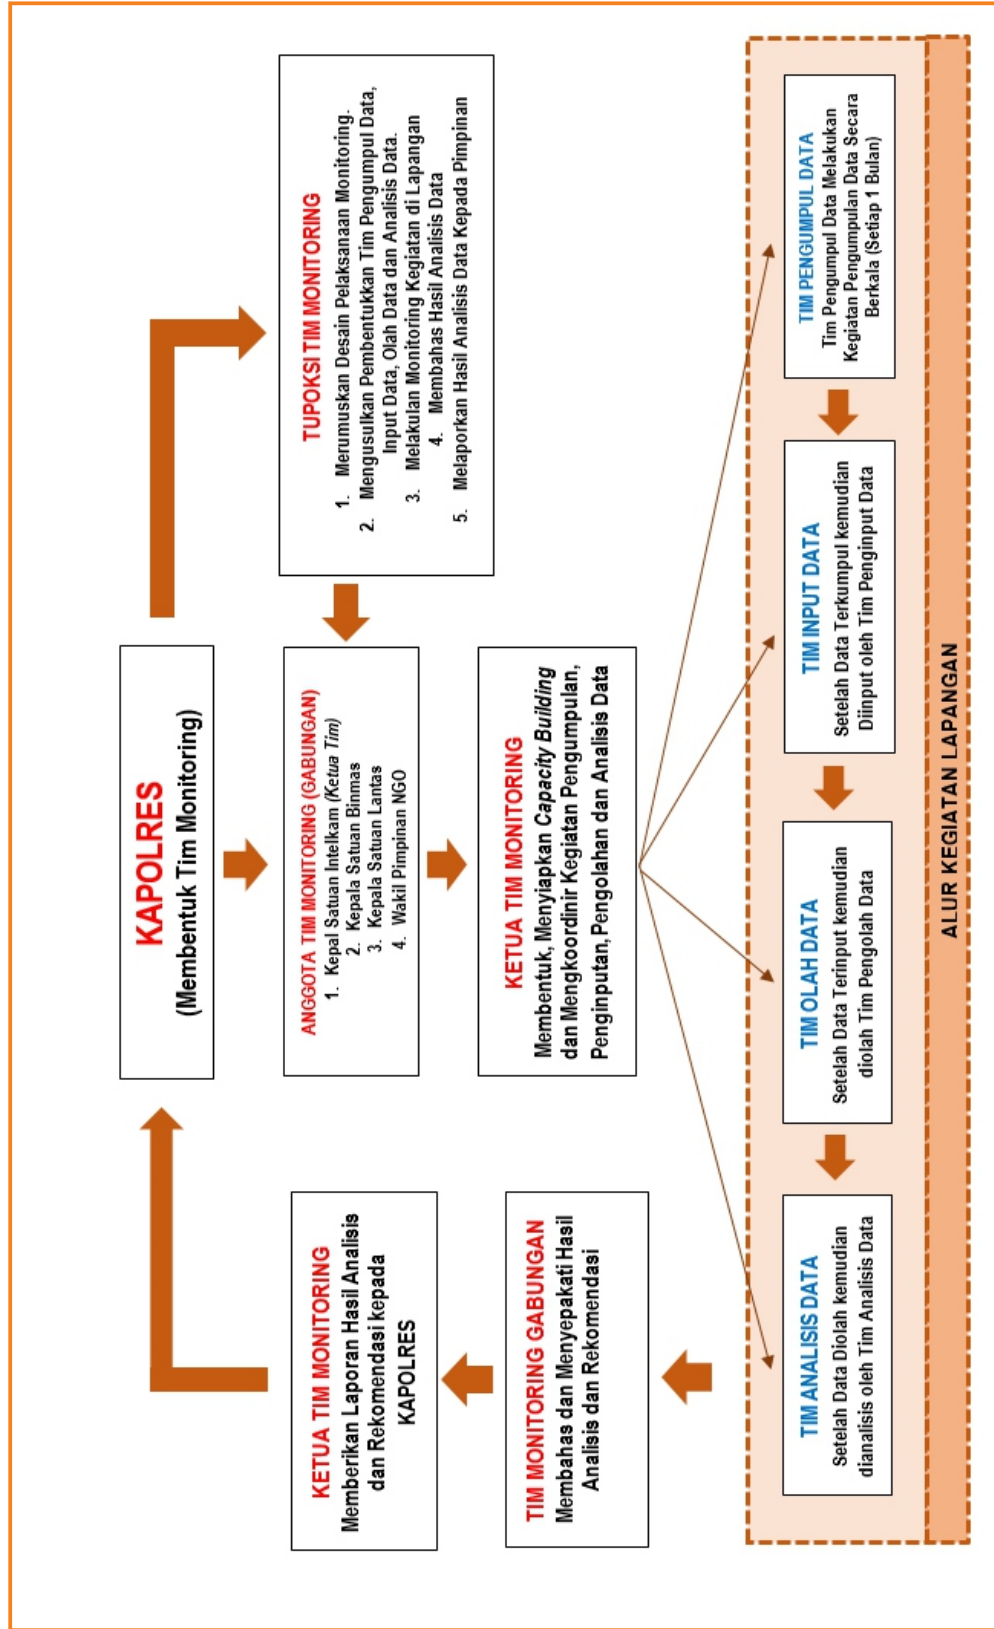 KAPOLRES
(Membentuk Tim Monitoring)
TUPOKSI TIM MONITORING
1. Merumuskan Desain Pelaksanaan Monitoring.
2. Mengusulkan Pembentukkan Tim Pengumpul Data,
Input Data, Olah Data dan Analisis Data.
3. Melakulan Monitoring Kegiatan di Lapangan
4. Membahas Hasil Analisis Data
5. Melaporkan Hasil Analisis Data Kepada Pimpinan
ANGGOTA TIM MONITORING (GABUNGAN)
1. Kepal Satuan Intelkam (Ketua Tim)
2. Kepala Satuan Binmas
3. Kepala Satuan Lantas
4. Wakil Pimpinan NGO
KETUA TIM MONITORING
Membentuk, Menyiapkan Capacity Building
dan Mengkoordinir Kegiatan Pengumpulan,
Penginputan, Pengolahan dan Analisis Data
KETUA TIM MONITORING
Memberikan Laporan Hasil Analisis
dan Rekomendasi kepada
KAPOLRES
TIM MONITORING GABUNGAN
Membahas dan Menyepakati Hasil
Analisis dan Rekomendasi
TIM ANALISIS DATA
Setelah Data Diolah kemudian
dianalisis oleh Tim Analisis Data
TIM OLAH DATA
Setelah Data Terinput kemudian
diolah Tim Pengolah Data
TIM INPUT DATA
Setelah Data Terkumpul kemudian
Diinput oleh Tim Penginput Data
TIM PENGUMPUL DATA
Tim Pengumpul Data Melakukan
Kegiatan Pengumpulan Data Secara
Berkala (Setiap 1 Bulan)
ALUR KEGIATAN LAPANGAN